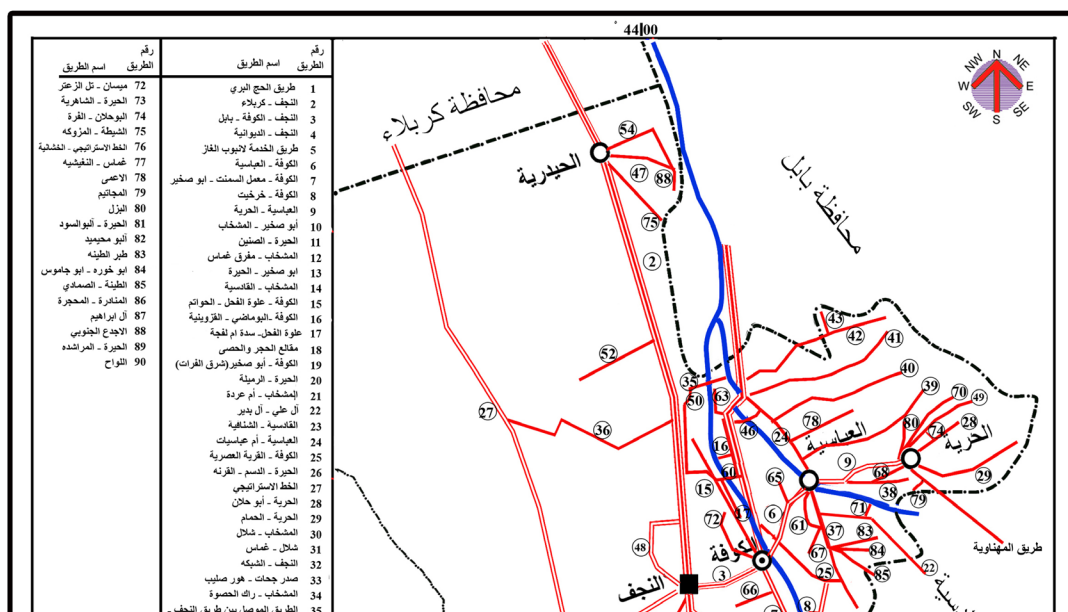 44 00
رقم الطريق
اسم الطريق
1 طريق الحج البري
2 النجف - كربلاء
3 النجف - الكوفة - بابل
4 النجف - الديوانية
5 طريق الخدمة لانبوب الغاز
6 الكوفة - العباسية
7 الكوفة - معمل السمنت - ابو صخير
8 الكوفة - خرخيت
9 العباسية - الحرية
10 أبو صخير - المشخاب
11 الحيرة - الصنين
12 المشخاب - مفرق غماس
13 ابو صخير - الحيرة
14 المشخاب - القادسية
15 الكوفة - علوة الفحل - الحواتم
16 الكوفة -البوماضي - القزوينية
17 علوة الفحل- سدة ام لفجة
18 مقالع الحجر والحصى
19 الكوفة - أبو صخير(شرق الفرات)
20 الحيرة - الرميلة
21 المشخاب - أم عردة
22 آل علي - آل بدير
23 القادسية - الشنافية
24 العباسية - أم عباسيات
25 الكوفة - القرية العصرية
26 الحيرة - الدسم - القرنه
27 الخط الاستراتيجي
28 الحرية - أبو حلان
29 الحرية - الحمام
30 المشخاب - شلال
31 شلال - غماس
32 النجف - الشبكه
33 صدر جحات - هور صليب
34 المشخاب - راك الحصوة
35 الطريق الموصل بين طريق النجف -
رقم الطريق
اسم الطريق
72 ميسان - تل الزعتر
73 الحيرة - الشاهرية
74 البوحلان - الفرة
75 الشيطة - المزوكه
76 الخط الاستراتيجي - الخشانية
77 غماس - النغيشيه
78 الاعمى
79 المجاتيم
80 البزل
81 الحيرة - ألبوالسود
82 ألبو محيميد
83 طبر الطينه
84 ابو خوره - ابو جاموس
85 الطينة - الصمادي
86 المناذرة - المحجرة
87 آل ابراهيم
88 الاجدع الجنوبي
89 الحيرة - المراشده
90 اللواح
N
NE
E
SE
S
SW
W
NW
محافظة كربلاء
محافظة بابل
الحيدرية
54
47
88
75
2
52
27
36
43
42
41
40
35
50
63
46
24
78
39
80
70
74
49
28
العباسية
الحرية
16
60
15
9
68
29
65
38
79
17
6
61
71
72
37
83
طريق المهناوية
48
الكوفة
67
84
22
النجف
3
25
85
66
8